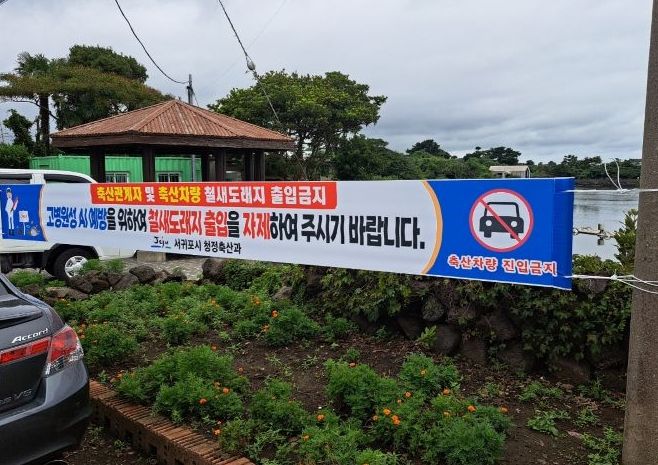 축산관계자 및 축산차량 철새도래지 출입금지
고병원성 AI 예방을 위하여 철새도래지 출입을 자제하여 주시기 바랍니다.
서귀포시 청정축산과
축산차량 진입금지
Accord